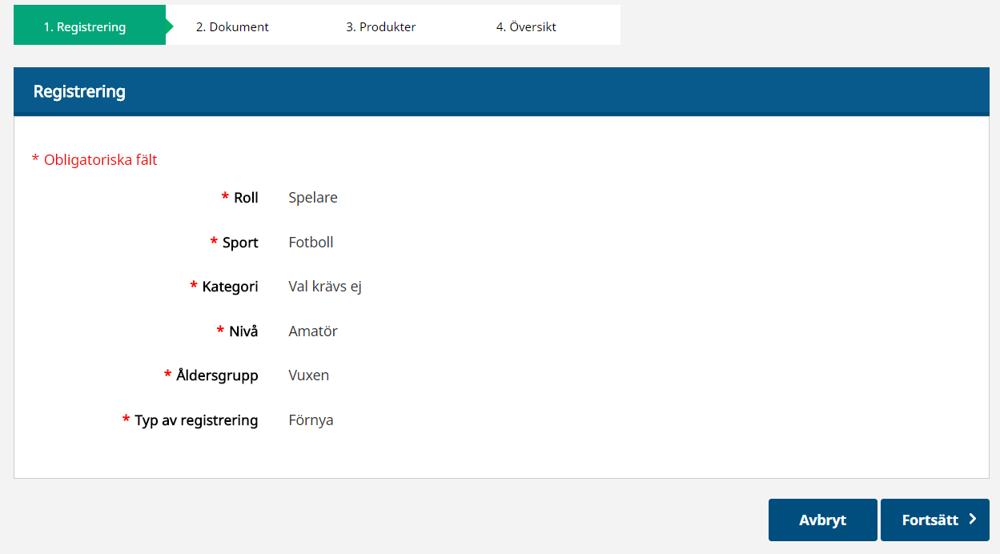 1. Registrering 2. Dokument 3. Produkter 4. Översikt
Registrering
* Obligatoriska fält
* Roll Spelare
* Sport Fotboll
* Kategori Val krävs ej
* Nivå Amatör
* Åldersgrupp Vuxen
* Typ av registrering Förnya
Avbryt Fortsätt